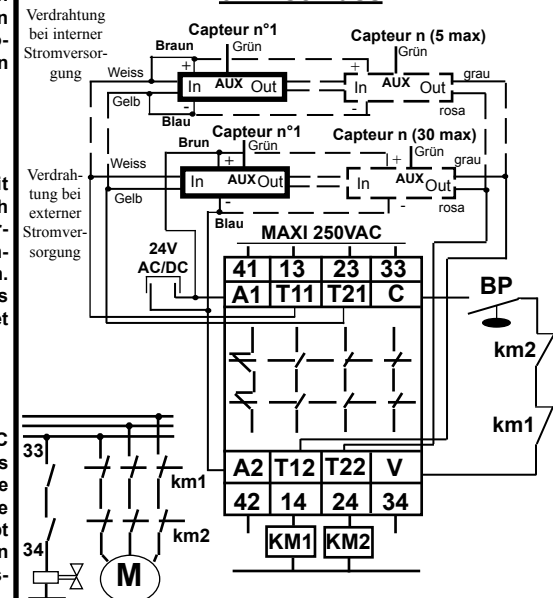 Verdrahtung
bei interner
Stromversor-
gung
Capteur n°1
Braun
Grün
Capteur n (5 max)
Grün
Weiss
+
+
grau
In AUX Out
In AUX Out
Gelb
-
-
rosa
Blau
Brun
Capteur n°1
Grün
Capteur n (30 max)
Grün
Weiss
+
+
grau
In AUX Out
In AUX Out
Verdrah-
tung bei
externer
Stromver-
sorgung
Gelb
-
-
rosa
Blau
24V
AC/DC
MAXI 250VAC
41 13 23 33
A1 T11 T21 C
BP
km2
km1
A2 T12 T22 V
42 14 24 34
KM1 KM2
33
34
km1
km2
M